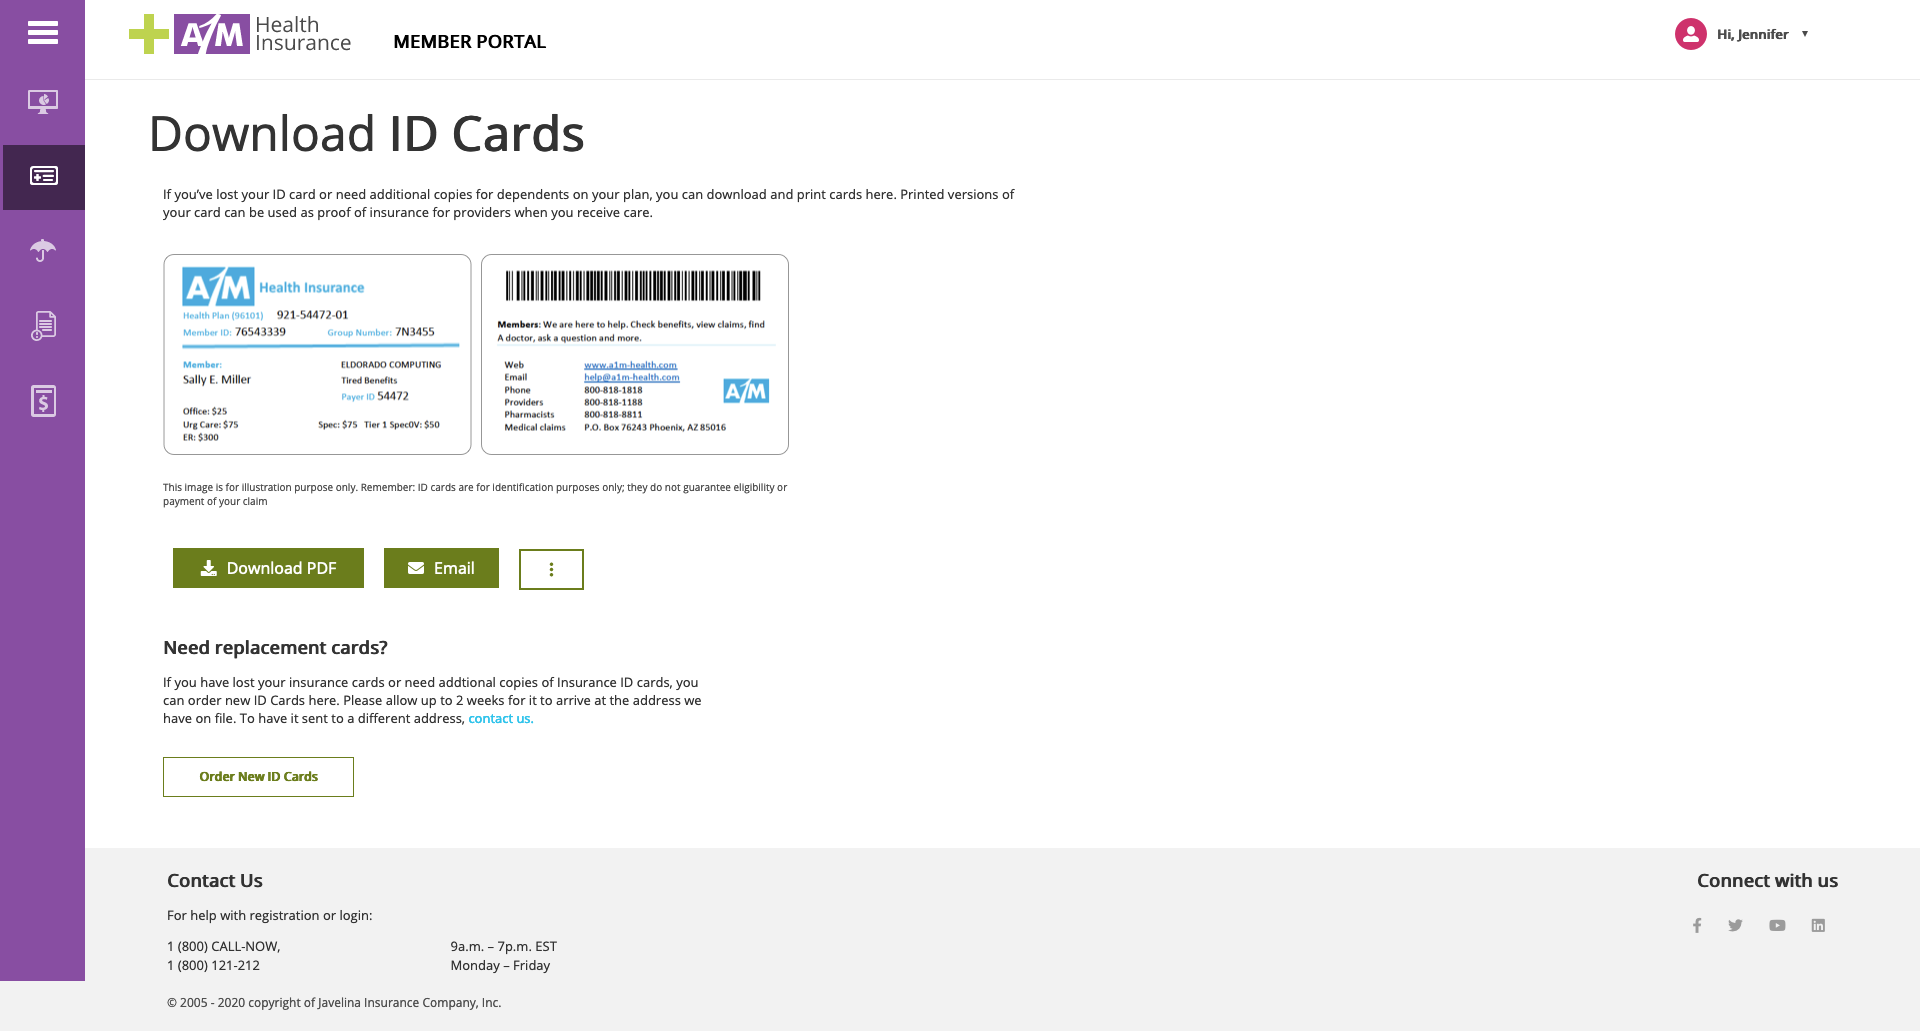 A1M Health Insurance
MEMBER PORTAL
Hi, Jennifer
Download ID Cards
If you've lost your ID card or need additional copies for dependents on your plan, you can download and print cards here. Printed versions of
your card can be used as proof of insurance for providers when you receive care.
A1M Health Insurance
Health Plan (96101) 921-54472-01
Member ID: 76543339 Group Number: 7N3455
Member: ELDORADO COMPUTING
Sally E. Miller Tired Benefits
Payer ID 54472
Office: $25
Urg Care: $75 Spec: $75 Tier 1 Spec0V: $50
ER: $300
Members: We are here to help. Check benefits, view claims, find
A doctor, ask a question and more.
Web www.a1m-health.com
Email help@a1m-health.com
Phone 800-818-1818
Providers 800-818-1188
Pharmacists 800-818-8811
Medical claims P.O. Box 76243 Phoenix, AZ 85016
A1M
This image is for illustration purpose only. Remember: ID cards are for identification purposes only; they do not guarantee eligibility or
payment of your claim
Download PDF
Email
Need replacement cards?
If you have lost your insurance cards or need addtional copies of Insurance ID cards, you
can order new ID Cards here. Please allow up to 2 weeks for it to arrive at the address we
have on file. To have it sent to a different address, contact us.
Order New ID Cards
Contact Us
For help with registration or login:
1 (800) CALL-NOW, 9a.m. – 7p.m. EST
1 (800) 121-212 Monday – Friday
© 2005 - 2020 copyright of Javelina Insurance Company, Inc.
Connect with us